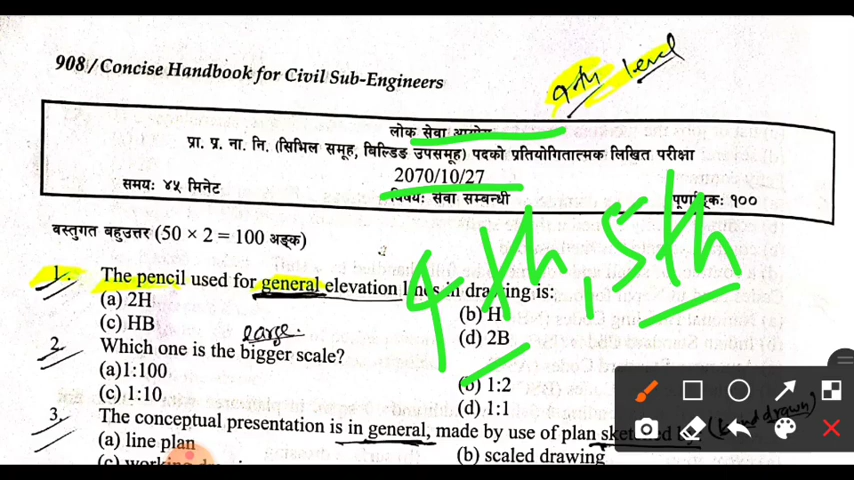 908/Concise Handbook for Civil Sub-Engineers
4th level
लोक सेवा आयोग
प्रा. प्र. ना. नि. (सिभिल समूह, बिल्डिङ उपसमूह) पदको प्रतियोगितात्मक लिखित परीक्षा
2070/10/27
समयः ४५ मिनेट विषयः सेवा सम्बन्धी पूर्णाङ्कः १००
वस्तुगत बहुउत्तर (50 × 2 = 100 अङ्क)
4th, 5th
1. The pencil used for general elevation lines in drawing is:
(a) 2H (b) H
(c) HB (d) 2B
large.
2. Which one is the bigger scale?
(a)1:100 (b) 1:2
(c) 1:10 (d) 1:1
3. The conceptual presentation is in general, made by use of plan sketched
(a) line plan (b) scaled drawing